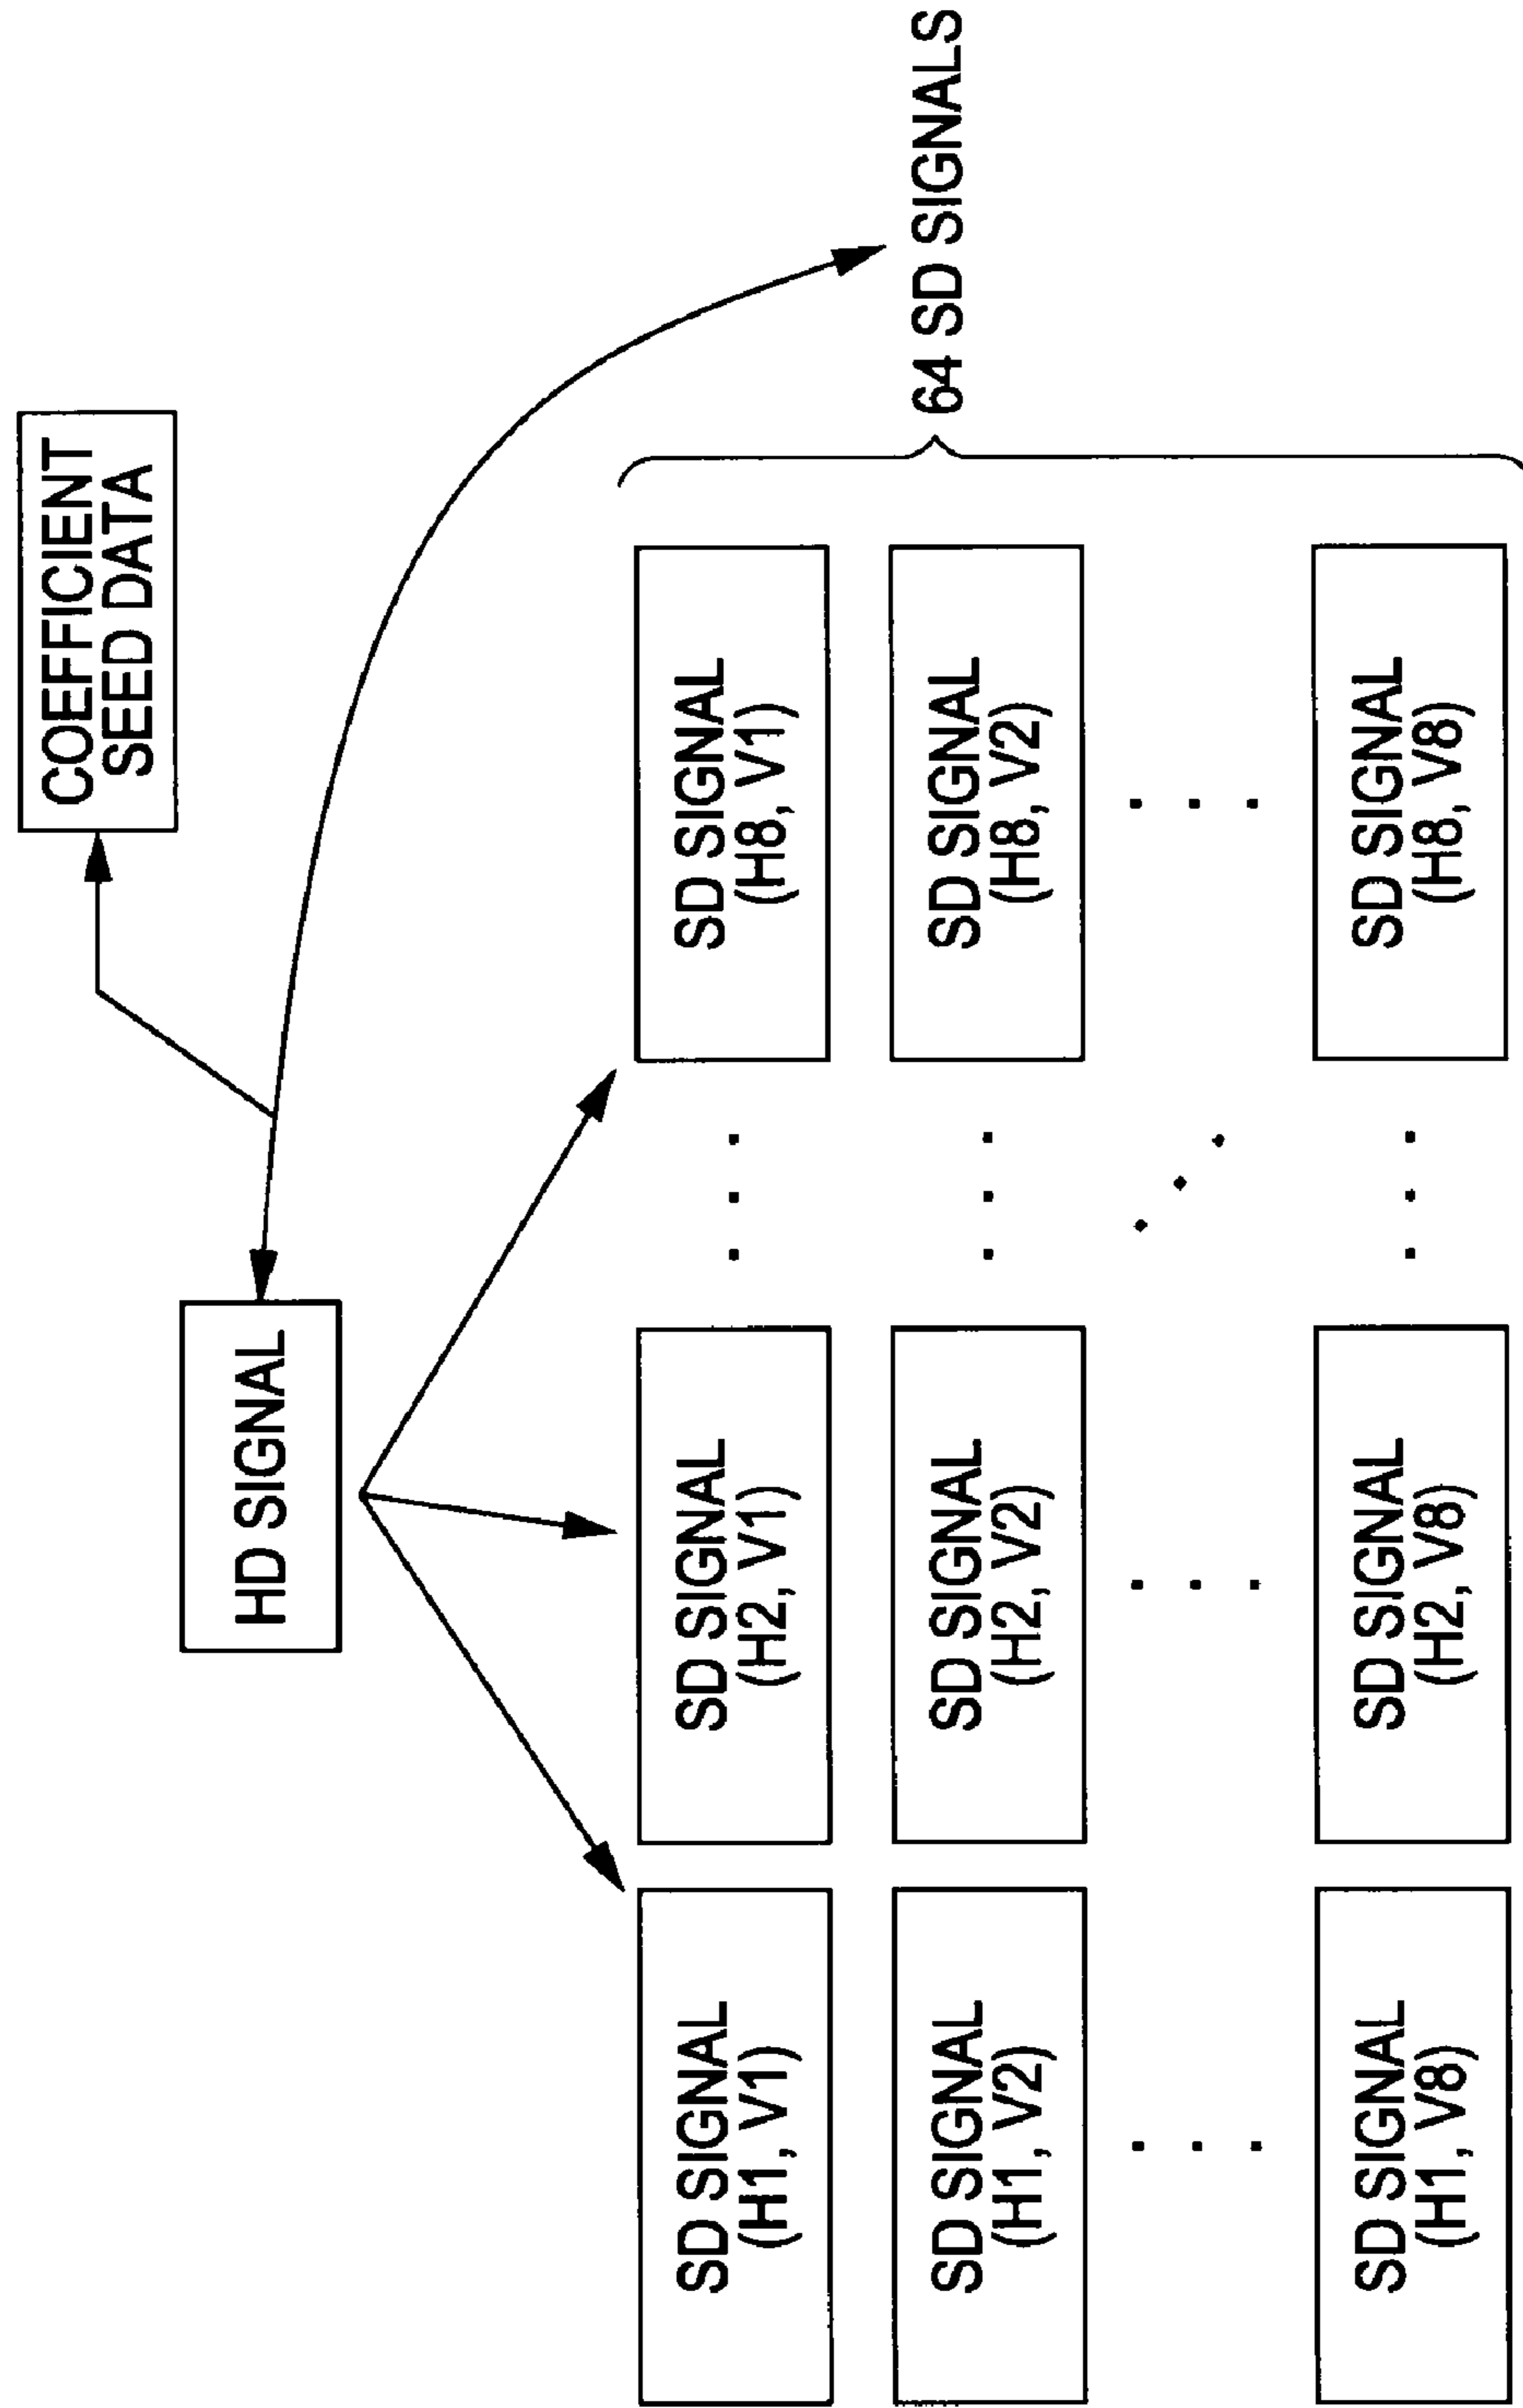 COEFFICIENT
SEED DATA
HD SIGNAL
64 SD SIGNALS
SD SIGNAL
(H1, V1)
SD SIGNAL
(H2, V1)
. . .
SD SIGNAL
(H8, V1)
SD SIGNAL
(H1, V2)
SD SIGNAL
(H2, V2)
. . .
SD SIGNAL
(H8, V2)
SD SIGNAL
(H1, V8)
SD SIGNAL
(H2, V8)
. . .
SD SIGNAL
(H8, V8)